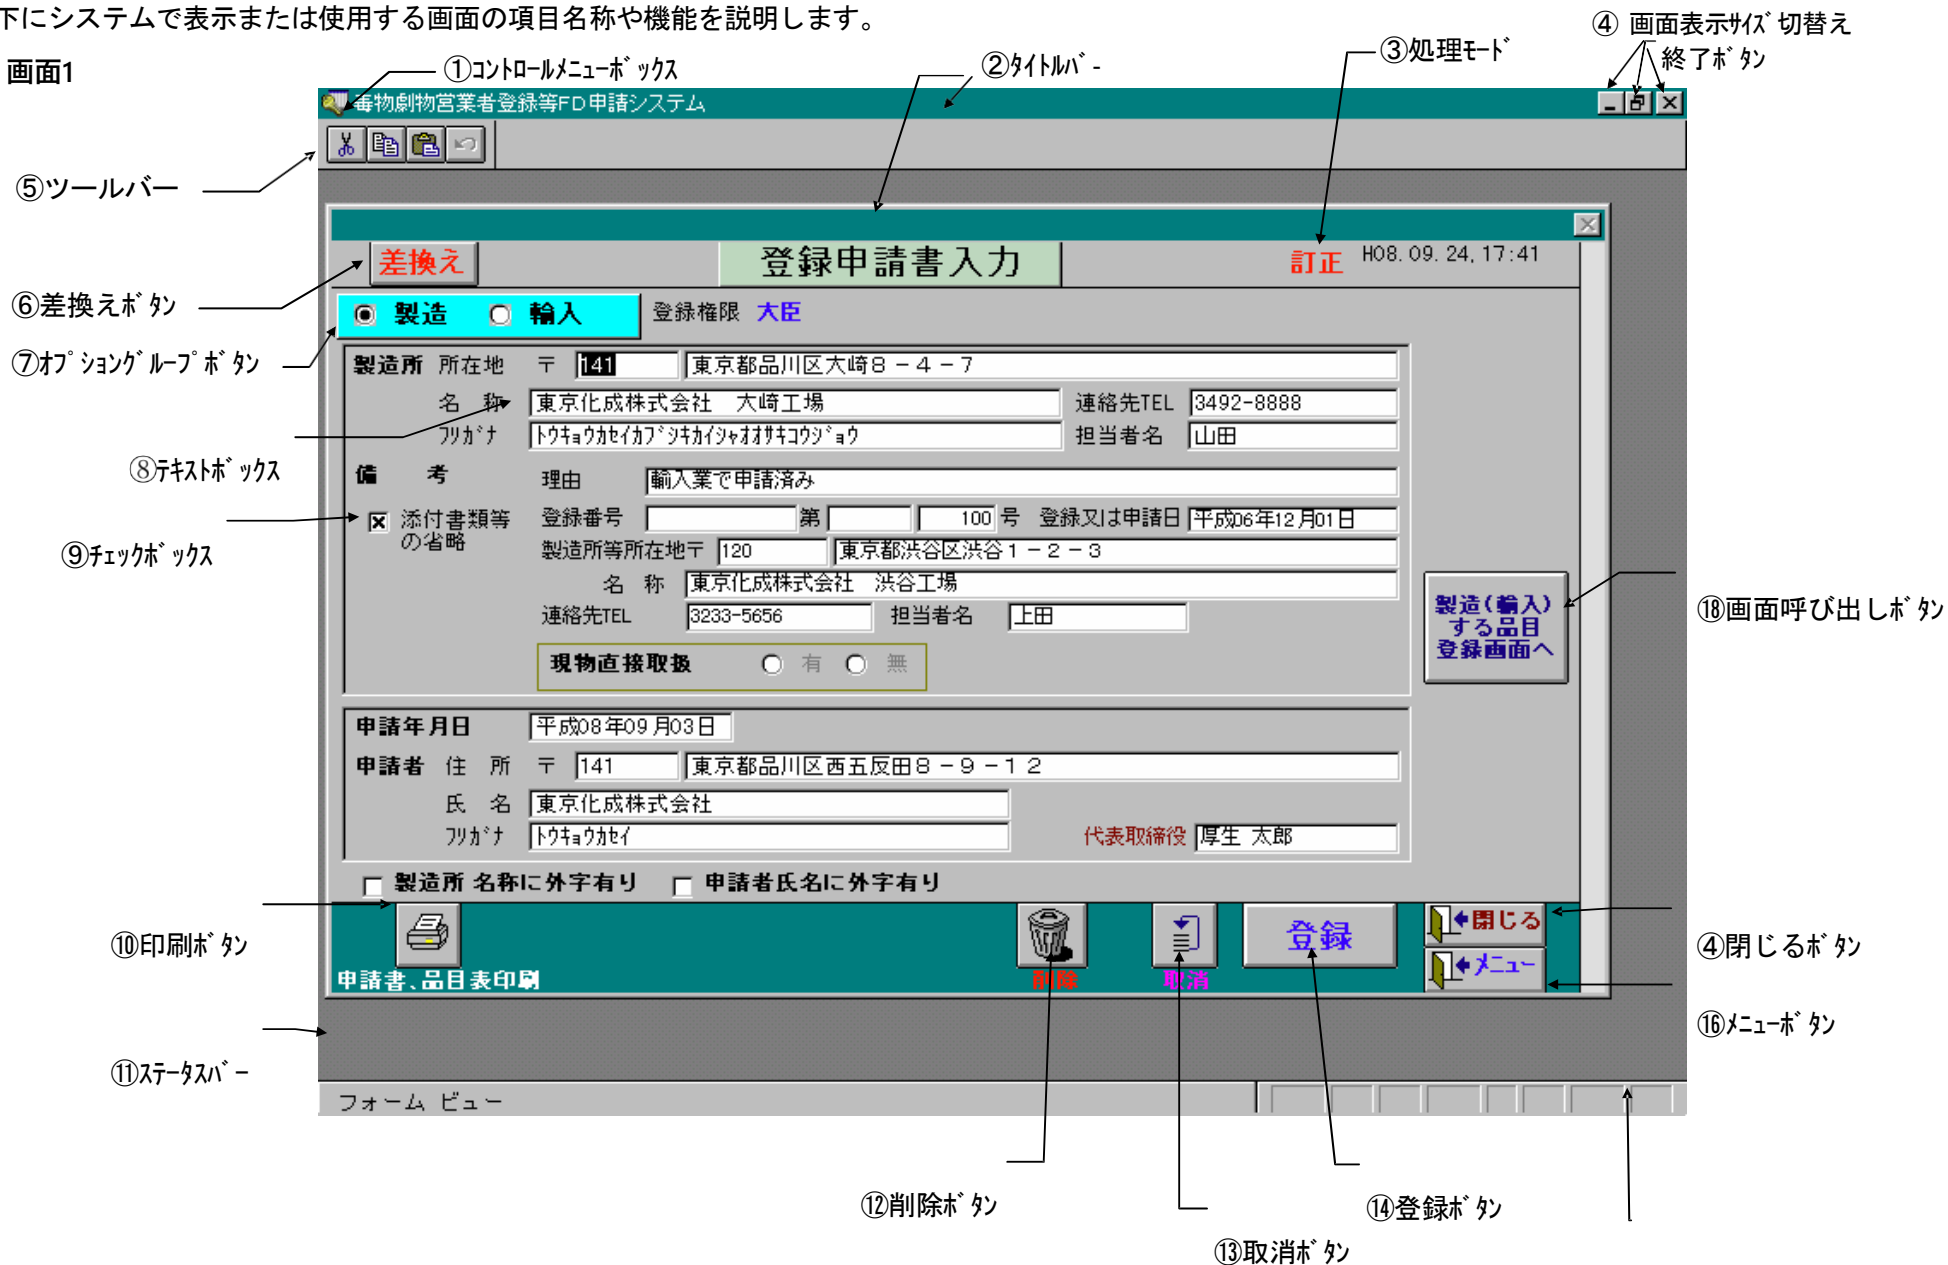 下にシステムで表示または使用する画面の項目名称や機能を説明します。
画面1
①ｺﾝﾄﾛｰﾙﾒﾆｭｰﾎﾞｯｸｽ
②ﾀｲﾄﾙﾊﾞｰ
③処理ﾓｰﾄﾞ
④ 画面表示ｻｲｽﾞ切替え
終了ﾎﾞﾀﾝ
毒物劇物営業者登録等FD申請システム
⑤ツールバー
差換え
登録申請書入力
訂正
H08.09.24,17:41
⑥差換えﾎﾞﾀﾝ
製造 輸入
登録権限 大臣
⑦ｵﾌﾟｼｮﾝｸﾞﾙｰﾌﾟﾎﾞﾀﾝ
製造所 所在地 〒 141 東京都品川区大崎８－４－７
名 称 東京化成株式会社 大崎工場 連絡先TEL 3492-8888
ﾌﾘｶﾞﾅ ﾄｳｷｮｳｶｾｲｶﾌﾞｼｷｶｲｼｬｵｵｻｷｺｳｼﾞｮｳ 担当者名 山田
⑧ﾃｷｽﾄﾎﾞｯｸｽ
備 考 理由 輸入業で申請済み
添付書類等
の省略
登録番号 第 100 号 登録又は申請日 平成06年12月01日
⑨ﾁｪｯｸﾎﾞｯｸｽ
製造所等所在地〒 120 東京都渋谷区渋谷１－２－３
名 称 東京化成株式会社 渋谷工場
連絡先TEL 3233-5656 担当者名 上田
現物直接取扱 有 無
製造(輸入)
する品目
登録画面へ
⑱画面呼び出しﾎﾞﾀﾝ
申請年月日 平成08年09月03日
申請者 住 所 〒 141 東京都品川区西五反田８－９－１２
氏 名 東京化成株式会社
ﾌﾘｶﾞﾅ ﾄｳｷｮｳｶｾｲ 代表取締役 厚生 太郎
製造所 名称に外字有り 申請者氏名に外字有り
登録
閉じる
ﾒﾆｭｰ
⑩印刷ﾎﾞﾀﾝ
④閉じるﾎﾞﾀﾝ
申請書、品目表印刷
削除
取消
⑯ﾒﾆｭｰﾎﾞﾀﾝ
⑪ｽﾃｰﾀｽﾊﾞｰ
フォーム ビュー
⑫削除ﾎﾞﾀﾝ
⑭登録ﾎﾞﾀﾝ
⑬取消ﾎﾞﾀﾝ